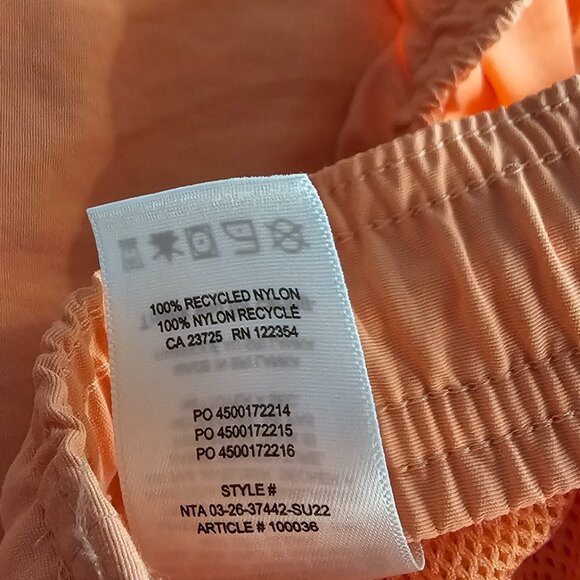 100% RECYCLED NYLON
100% NYLON RECYCLÉ
CA 23725 RN 122354
PO 4500172214
PO 4500172215
PO 4500172216
STYLE #
NTA 03-26-37442-SU22
ARTICLE # 100036